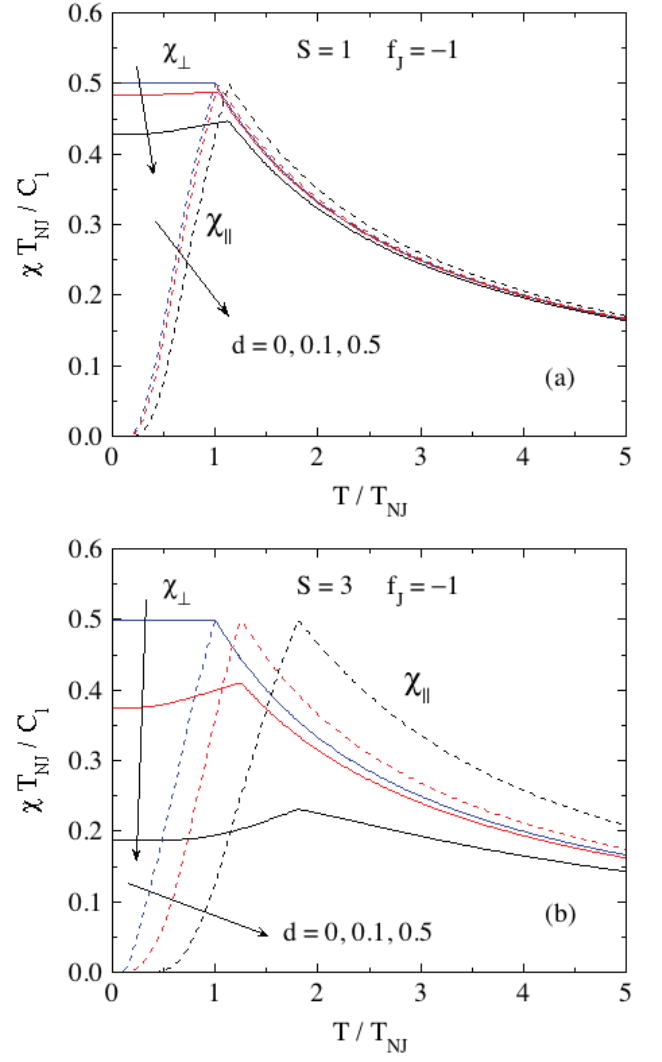 0.6
χ⊥
S = 1 f_J = −1
0.5
0.4
χ T_NJ / C_1
0.3
χ∥
0.2
d = 0, 0.1, 0.5
0.1
(a)
0.0
0 1 2 3 4 5
T / T_NJ
0.6
χ⊥
S = 3 f_J = −1
0.5
χ∥
0.4
χ T_NJ / C_1
0.3
0.2
0.1
d = 0, 0.1, 0.5
(b)
0.0
0 1 2 3 4 5
T / T_NJ